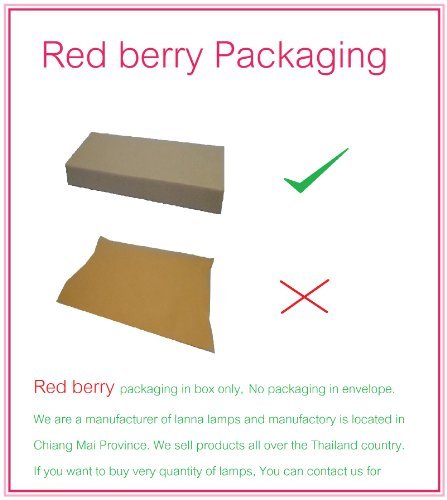 Red berry Packaging
Red berry packaging in box only, No packaging in envelope.
We are a manufacturer of lanna lamps and manufactory is located in
Chiang Mai Province. We sell products all over the Thailand country.
If you want to buy very quantity of lamps, You can contact us for